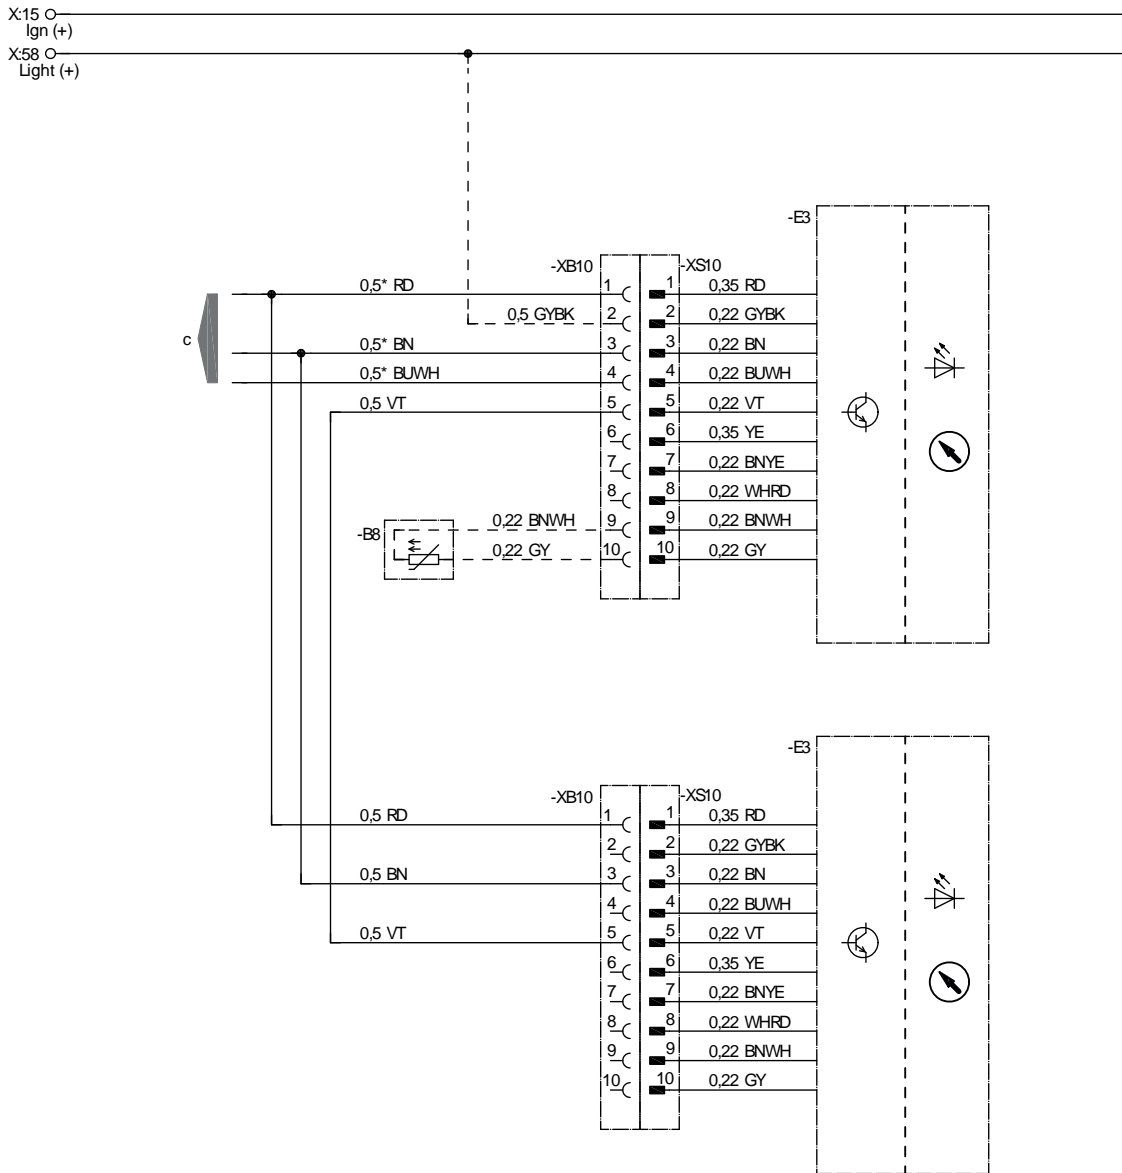 X:15
Ign (+)
X:58
Light (+)
-E3
-XB10 -XS10
1 1 0,5* RD 0,35 RD
2 2 0,5 GYBK 0,22 GYBK
c
3 3 0,5* BN 0,22 BN
4 4 0,5* BUWH 0,22 BUWH
5 5 0,5 VT 0,22 VT
6 6 0,35 YE
7 7 0,22 BNYE
8 8 0,22 WHRD
-B8
9 9 0,22 BNWH 0,22 BNWH
10 10 0,22 GY 0,22 GY
-E3
-XB10 -XS10
1 1 0,5 RD 0,35 RD
2 2 0,22 GYBK
3 3 0,5 BN 0,22 BN
4 4 0,22 BUWH
5 5 0,5 VT 0,22 VT
6 6 0,35 YE
7 7 0,22 BNYE
8 8 0,22 WHRD
9 9 0,22 BNWH
10 10 0,22 GY